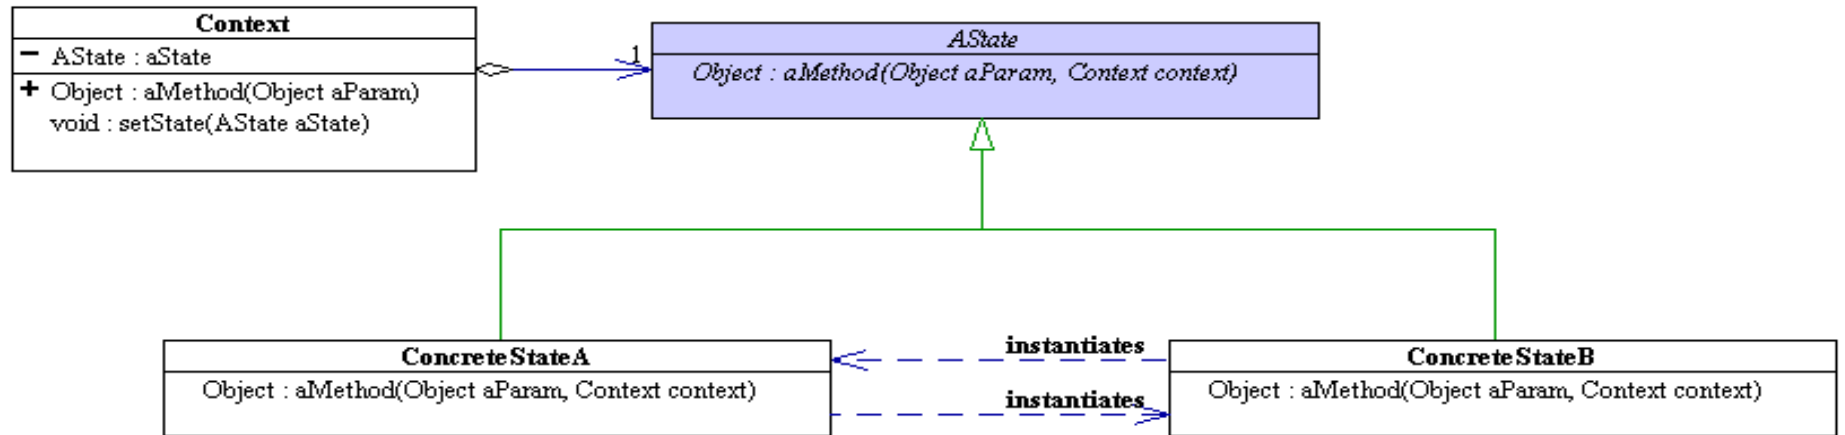 Context
− AState : aState
+ Object : aMethod(Object aParam)
void : setState(AState aState)
1
AState
Object : aMethod(Object aParam, Context context)
ConcreteStateA
Object : aMethod(Object aParam, Context context)
instantiates
instantiates
ConcreteStateB
Object : aMethod(Object aParam, Context context)